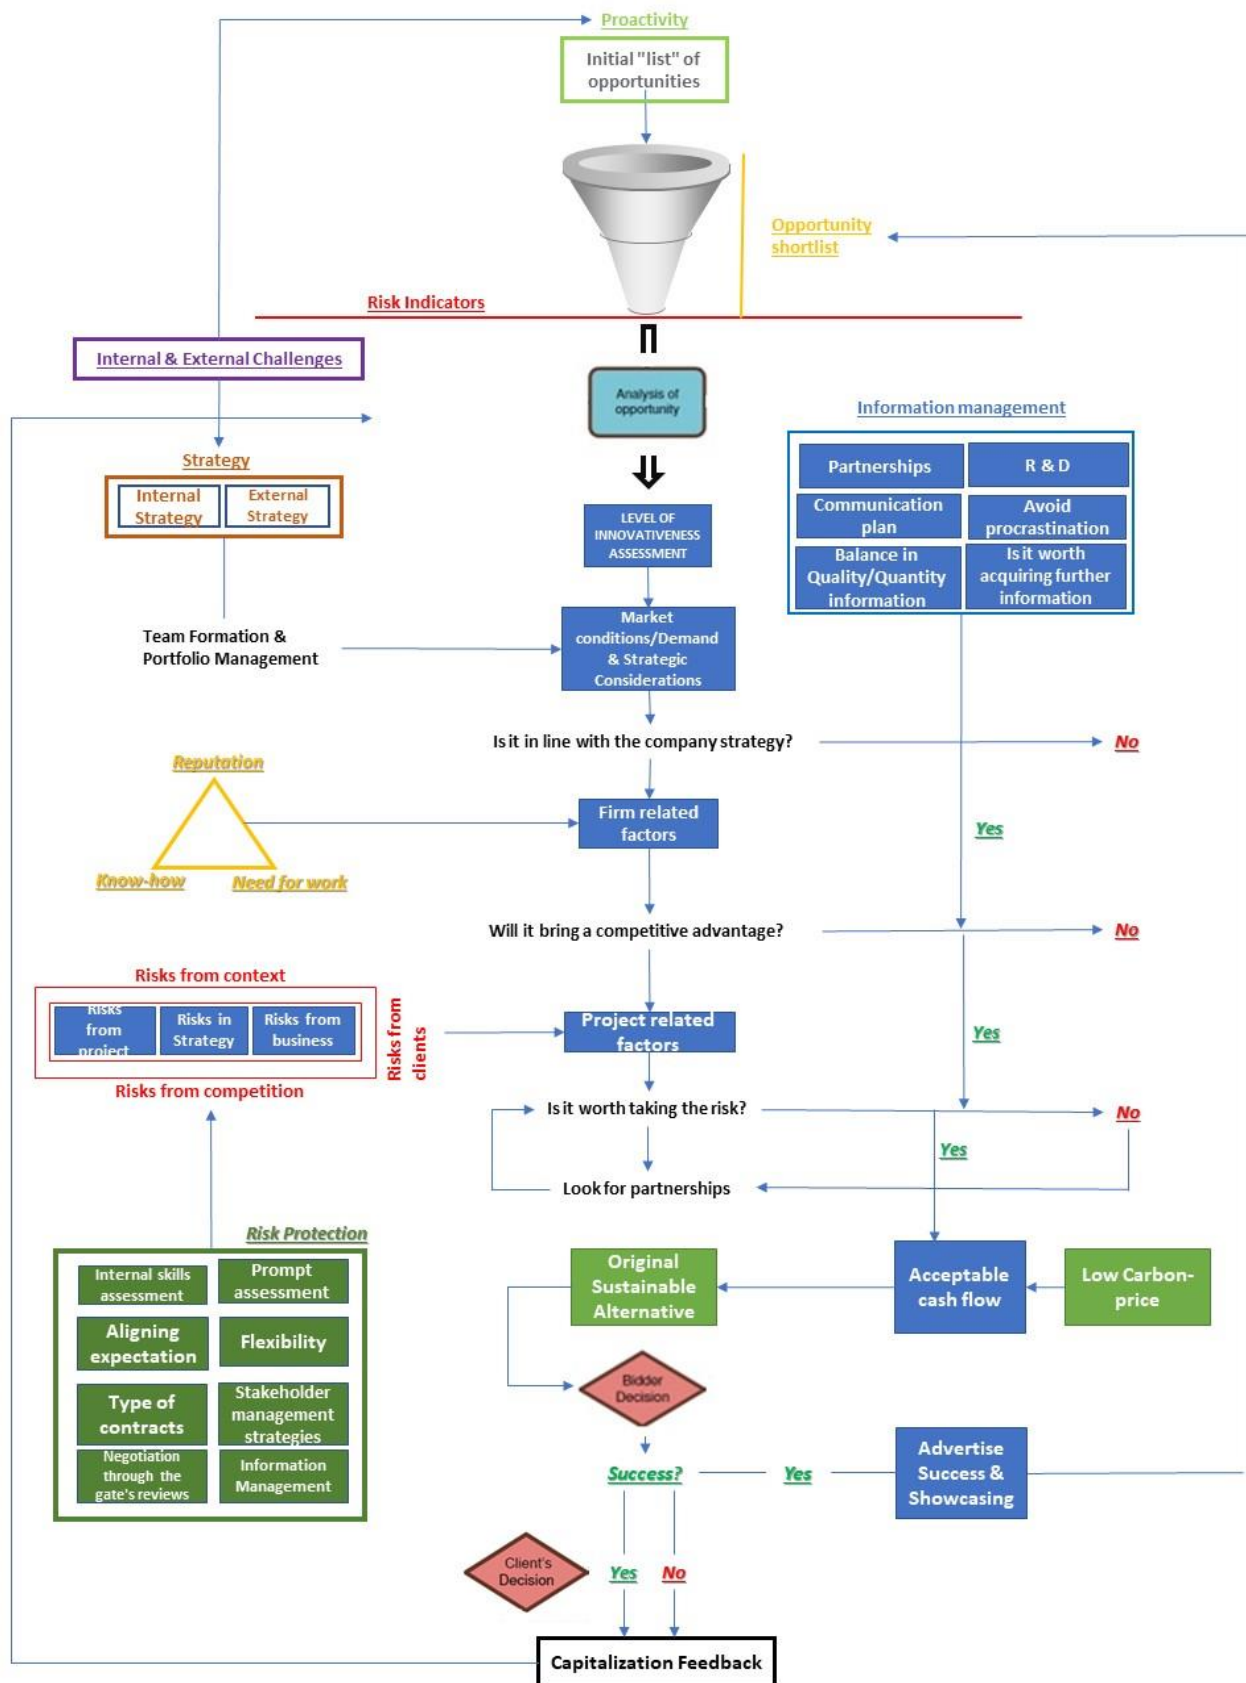 Proactivity
Initial "list" of
opportunities
Opportunity
shortlist
Risk Indicators
Internal & External Challenges
Analysis of
opportunity
Information management
Partnerships
R & D
Communication
plan
Avoid
procrastination
Balance in
Quality/Quantity
information
Is it worth
acquiring further
information
Strategy
Internal
Strategy
External
Strategy
LEVEL OF
INNOVATIVENESS
ASSESSMENT
Team Formation &
Portfolio Management
Market
conditions/Demand
& Strategic
Considerations
Is it in line with the company strategy?
No
Reputation
Know-how
Need for work
Firm related
factors
Yes
Will it bring a competitive advantage?
No
Risks from context
Risks
from
project
Risks in
Strategy
Risks from
business
Risks from
clients
Risks from competition
Project related
factors
Yes
Is it worth taking the risk?
No
Yes
Look for partnerships
Risk Protection
Internal skills
assessment
Prompt
assessment
Aligning
expectation
Flexibility
Type of
contracts
Stakeholder
management
strategies
Negotiation
through the
gate's reviews
Information
Management
Original
Sustainable
Alternative
Acceptable
cash flow
Low Carbon-
price
Bidder
Decision
Success?
Yes
Advertise
Success &
Showcasing
Client's
Decision
Yes
No
Capitalization Feedback